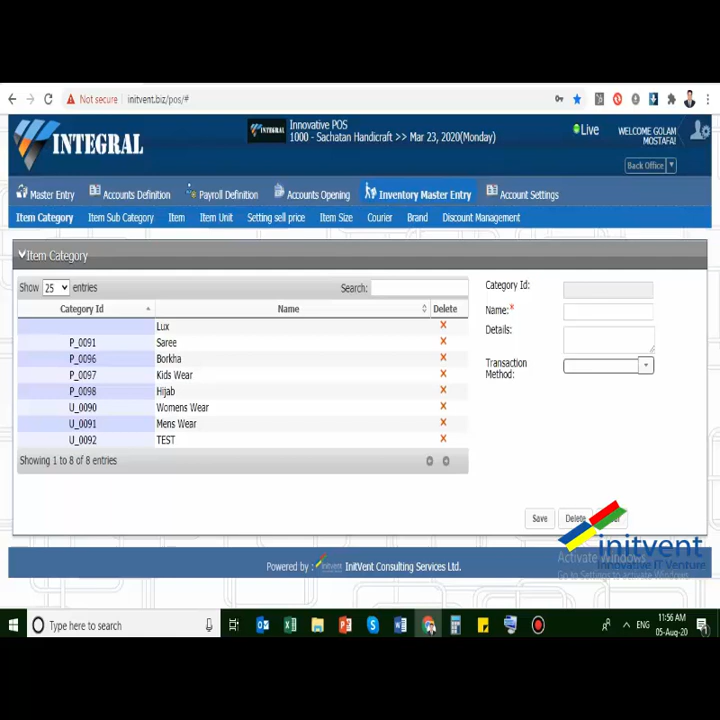 Not secure initvent.biz/pos/#
INTEGRAL
INTEGRAL
Innovative POS
1000 - Sachatan Handicraft >> Mar 23, 2020(Monday)
Live
WELCOME GOLAM MOSTAFA!
Back Office
Master Entry Accounts Definition Payroll Definition Accounts Opening Inventory Master Entry Account Settings
Item Category Item Sub Category Item Item Unit Setting sell price Item Size Courier Brand Discount Management
Item Category
Show 25 entries Search:
Category Id Name Delete
Lux X
P_0091 Saree X
P_0096 Borkha X
P_0097 Kids Wear X
P_0098 Hijab X
U_0090 Womens Wear X
U_0091 Mens Wear X
U_0092 TEST X
Showing 1 to 8 of 8 entries
Category Id:
Name:*
Details:
Transaction Method:
Save Delete
initvent
Innovative IT Venture
Activate Windows
Go to Settings to activate Windows.
Powered by : initvent InitVent Consulting Services Ltd.
Type here to search
ENG
11:56 AM
05-Aug-20